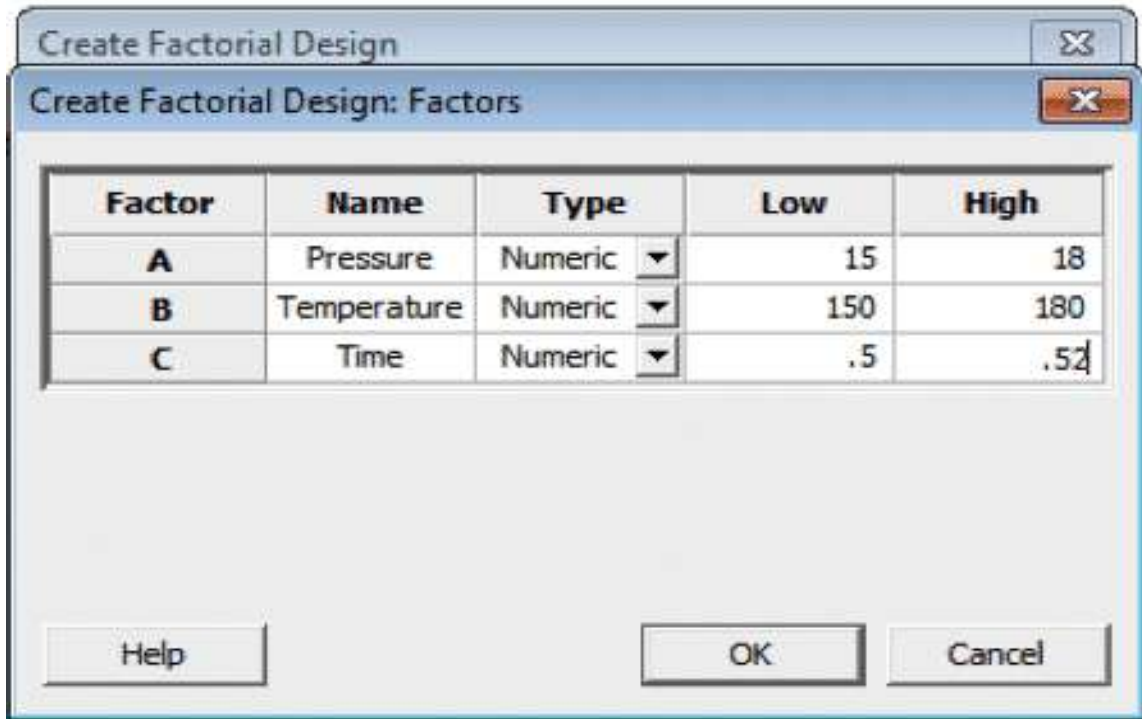 Create Factorial Design
Create Factorial Design: Factors
Factor Name Type Low High
A Pressure Numeric 15 18
B Temperature Numeric 150 180
C Time Numeric .5 .52
Help OK Cancel